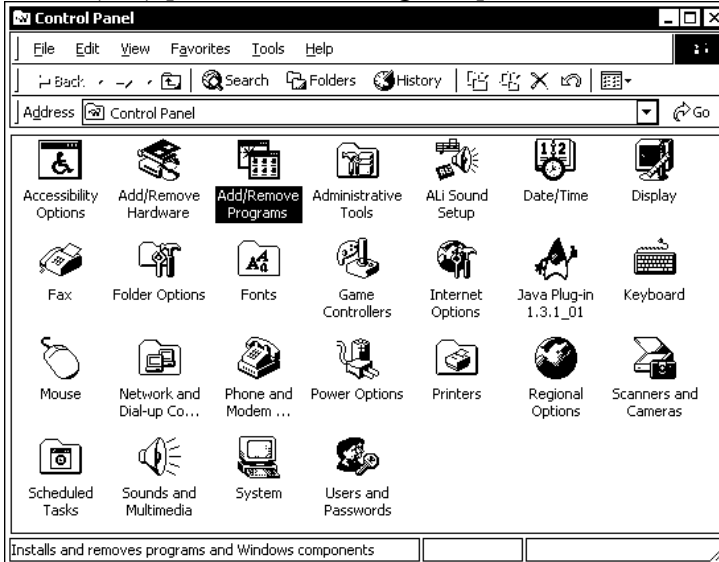 Control Panel
File Edit View Favorites Tools Help
Back Search Folders History
Address Control Panel Go
Accessibility Options
Add/Remove Hardware
Add/Remove Programs
Administrative Tools
ALi Sound Setup
Date/Time
Display
Fax
Folder Options
Fonts
Game Controllers
Internet Options
Java Plug-in 1.3.1_01
Keyboard
Mouse
Network and Dial-up Co...
Phone and Modem ...
Power Options
Printers
Regional Options
Scanners and Cameras
Scheduled Tasks
Sounds and Multimedia
System
Users and Passwords
Installs and removes programs and Windows components